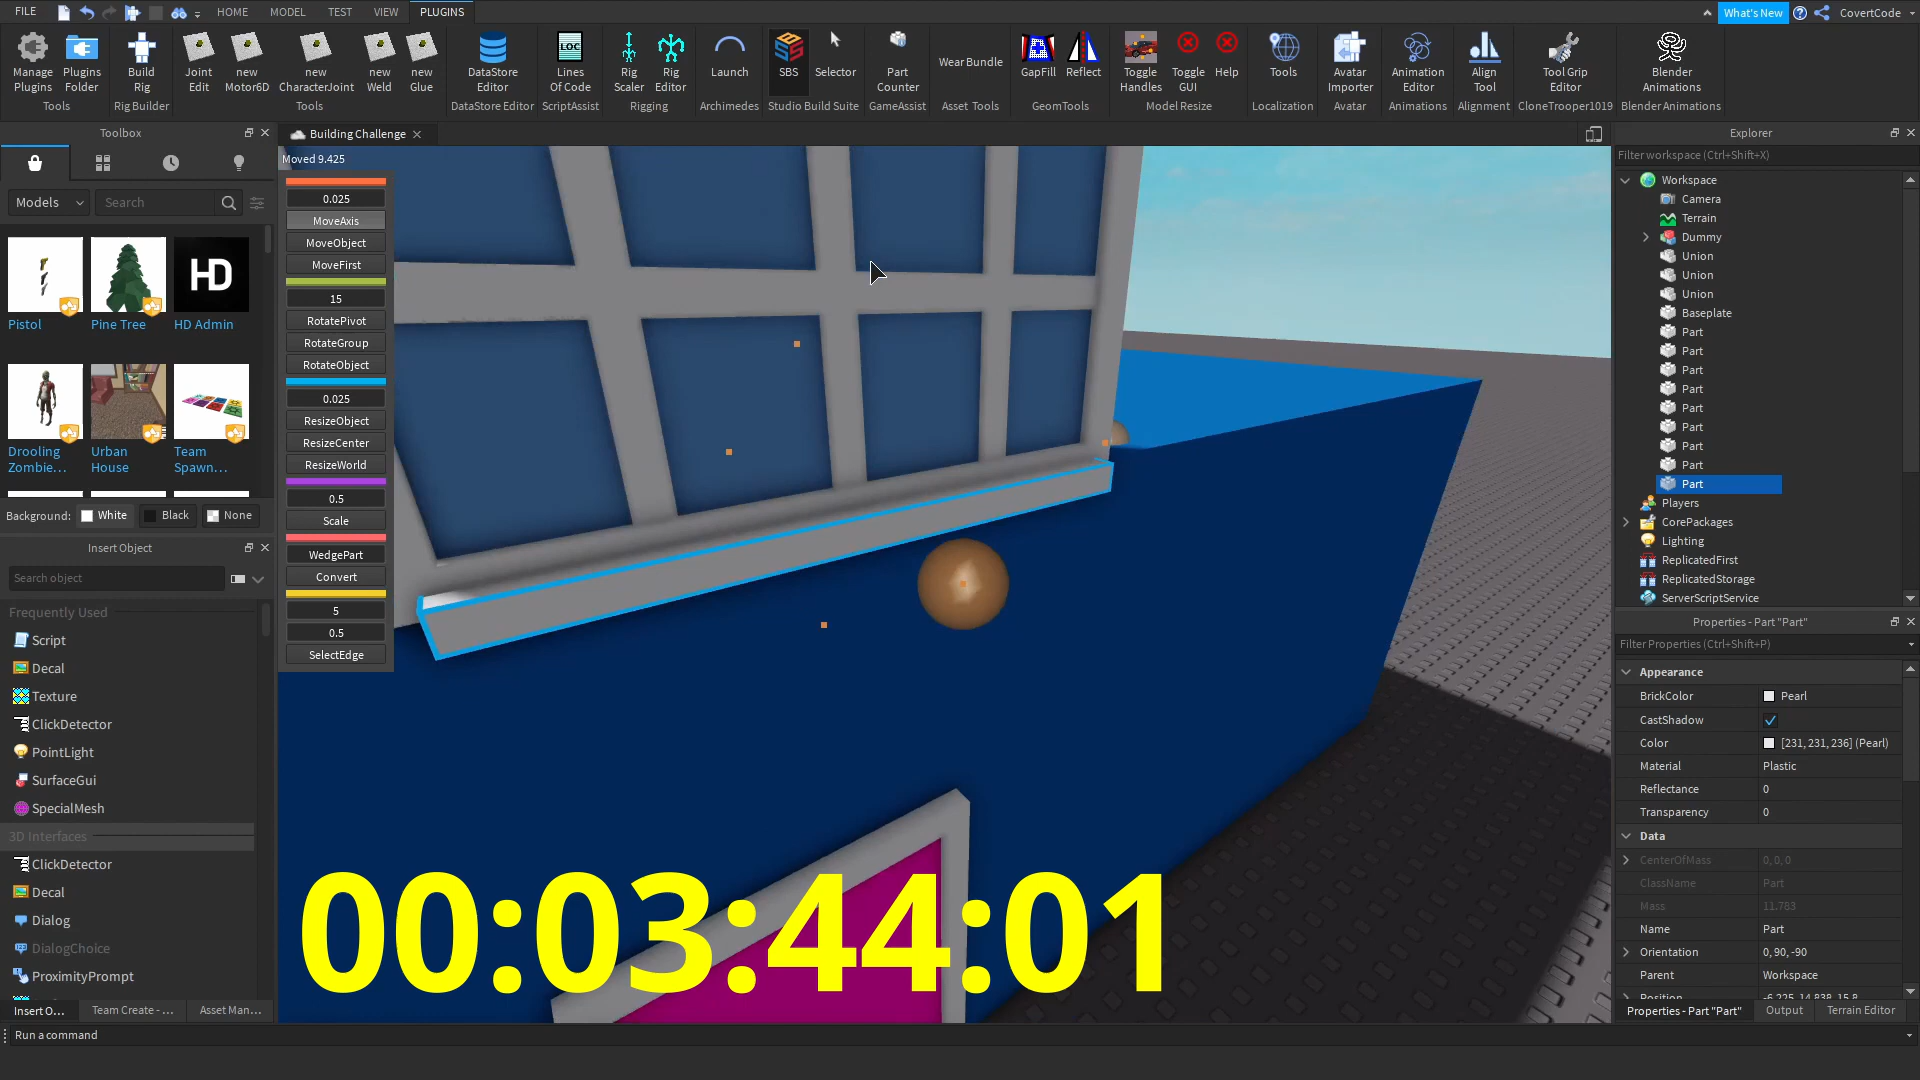 FILE
HOME
MODEL
TEST
VIEW
PLUGINS
What's New
CovertCode
Manage Plugins
Plugins Folder
Build Rig
Joint Edit
new Motor6D
new CharacterJoint
new Weld
new Glue
DataStore Editor
LOC
Lines Of Code
Rig Scaler
Rig Editor
Launch
SBS
Selector
Part Counter
Wear Bundle
GapFill
Reflect
Toggle Handles
Toggle GUI
Help
Tools
Avatar Importer
Animation Editor
Align Tool
Tool Grip Editor
Blender Animations
Tools
Rig Builder
Tools
DataStore Editor
ScriptAssist
Rigging
Archimedes
Studio Build Suite
GameAssist
Asset Tools
GeomTools
Model Resize
Localization
Avatar
Animations
Alignment
CloneTrooper1019
Blender Animations
Toolbox
Models
Search
HD
Pistol
Pine Tree
HD Admin
Drooling Zombie...
Urban House
Team Spawn...
Background:
White
Black
None
Insert Object
Search object
Frequently Used
Script
Decal
Texture
ClickDetector
PointLight
SurfaceGui
SpecialMesh
3D Interfaces
ClickDetector
Decal
Dialog
DialogChoice
ProximityPrompt
Insert O...
Team Create - ...
Asset Man...
Run a command
Building Challenge
Moved 9.425
0.025
MoveAxis
MoveObject
MoveFirst
15
RotatePivot
RotateGroup
RotateObject
0.025
ResizeObject
ResizeCenter
ResizeWorld
0.5
Scale
WedgePart
Convert
5
0.5
SelectEdge
00:03:44:01
Explorer
Filter workspace (Ctrl+Shift+X)
Workspace
Camera
Terrain
Dummy
Union
Union
Union
Baseplate
Part
Part
Part
Part
Part
Part
Part
Part
Part
Players
CorePackages
Lighting
ReplicatedFirst
ReplicatedStorage
ServerScriptService
Properties - Part "Part"
Filter Properties (Ctrl+Shift+P)
Appearance
BrickColor Pearl
CastShadow
Color [231, 231, 236] (Pearl)
Material Plastic
Reflectance 0
Transparency 0
Data
CenterOfMass 0, 0, 0
ClassName Part
Mass 11.783
Name Part
Orientation 0, 90, -90
Parent Workspace
Position -6.225, 14.838, 15.8
Properties - Part "Part"
Output
Terrain Editor